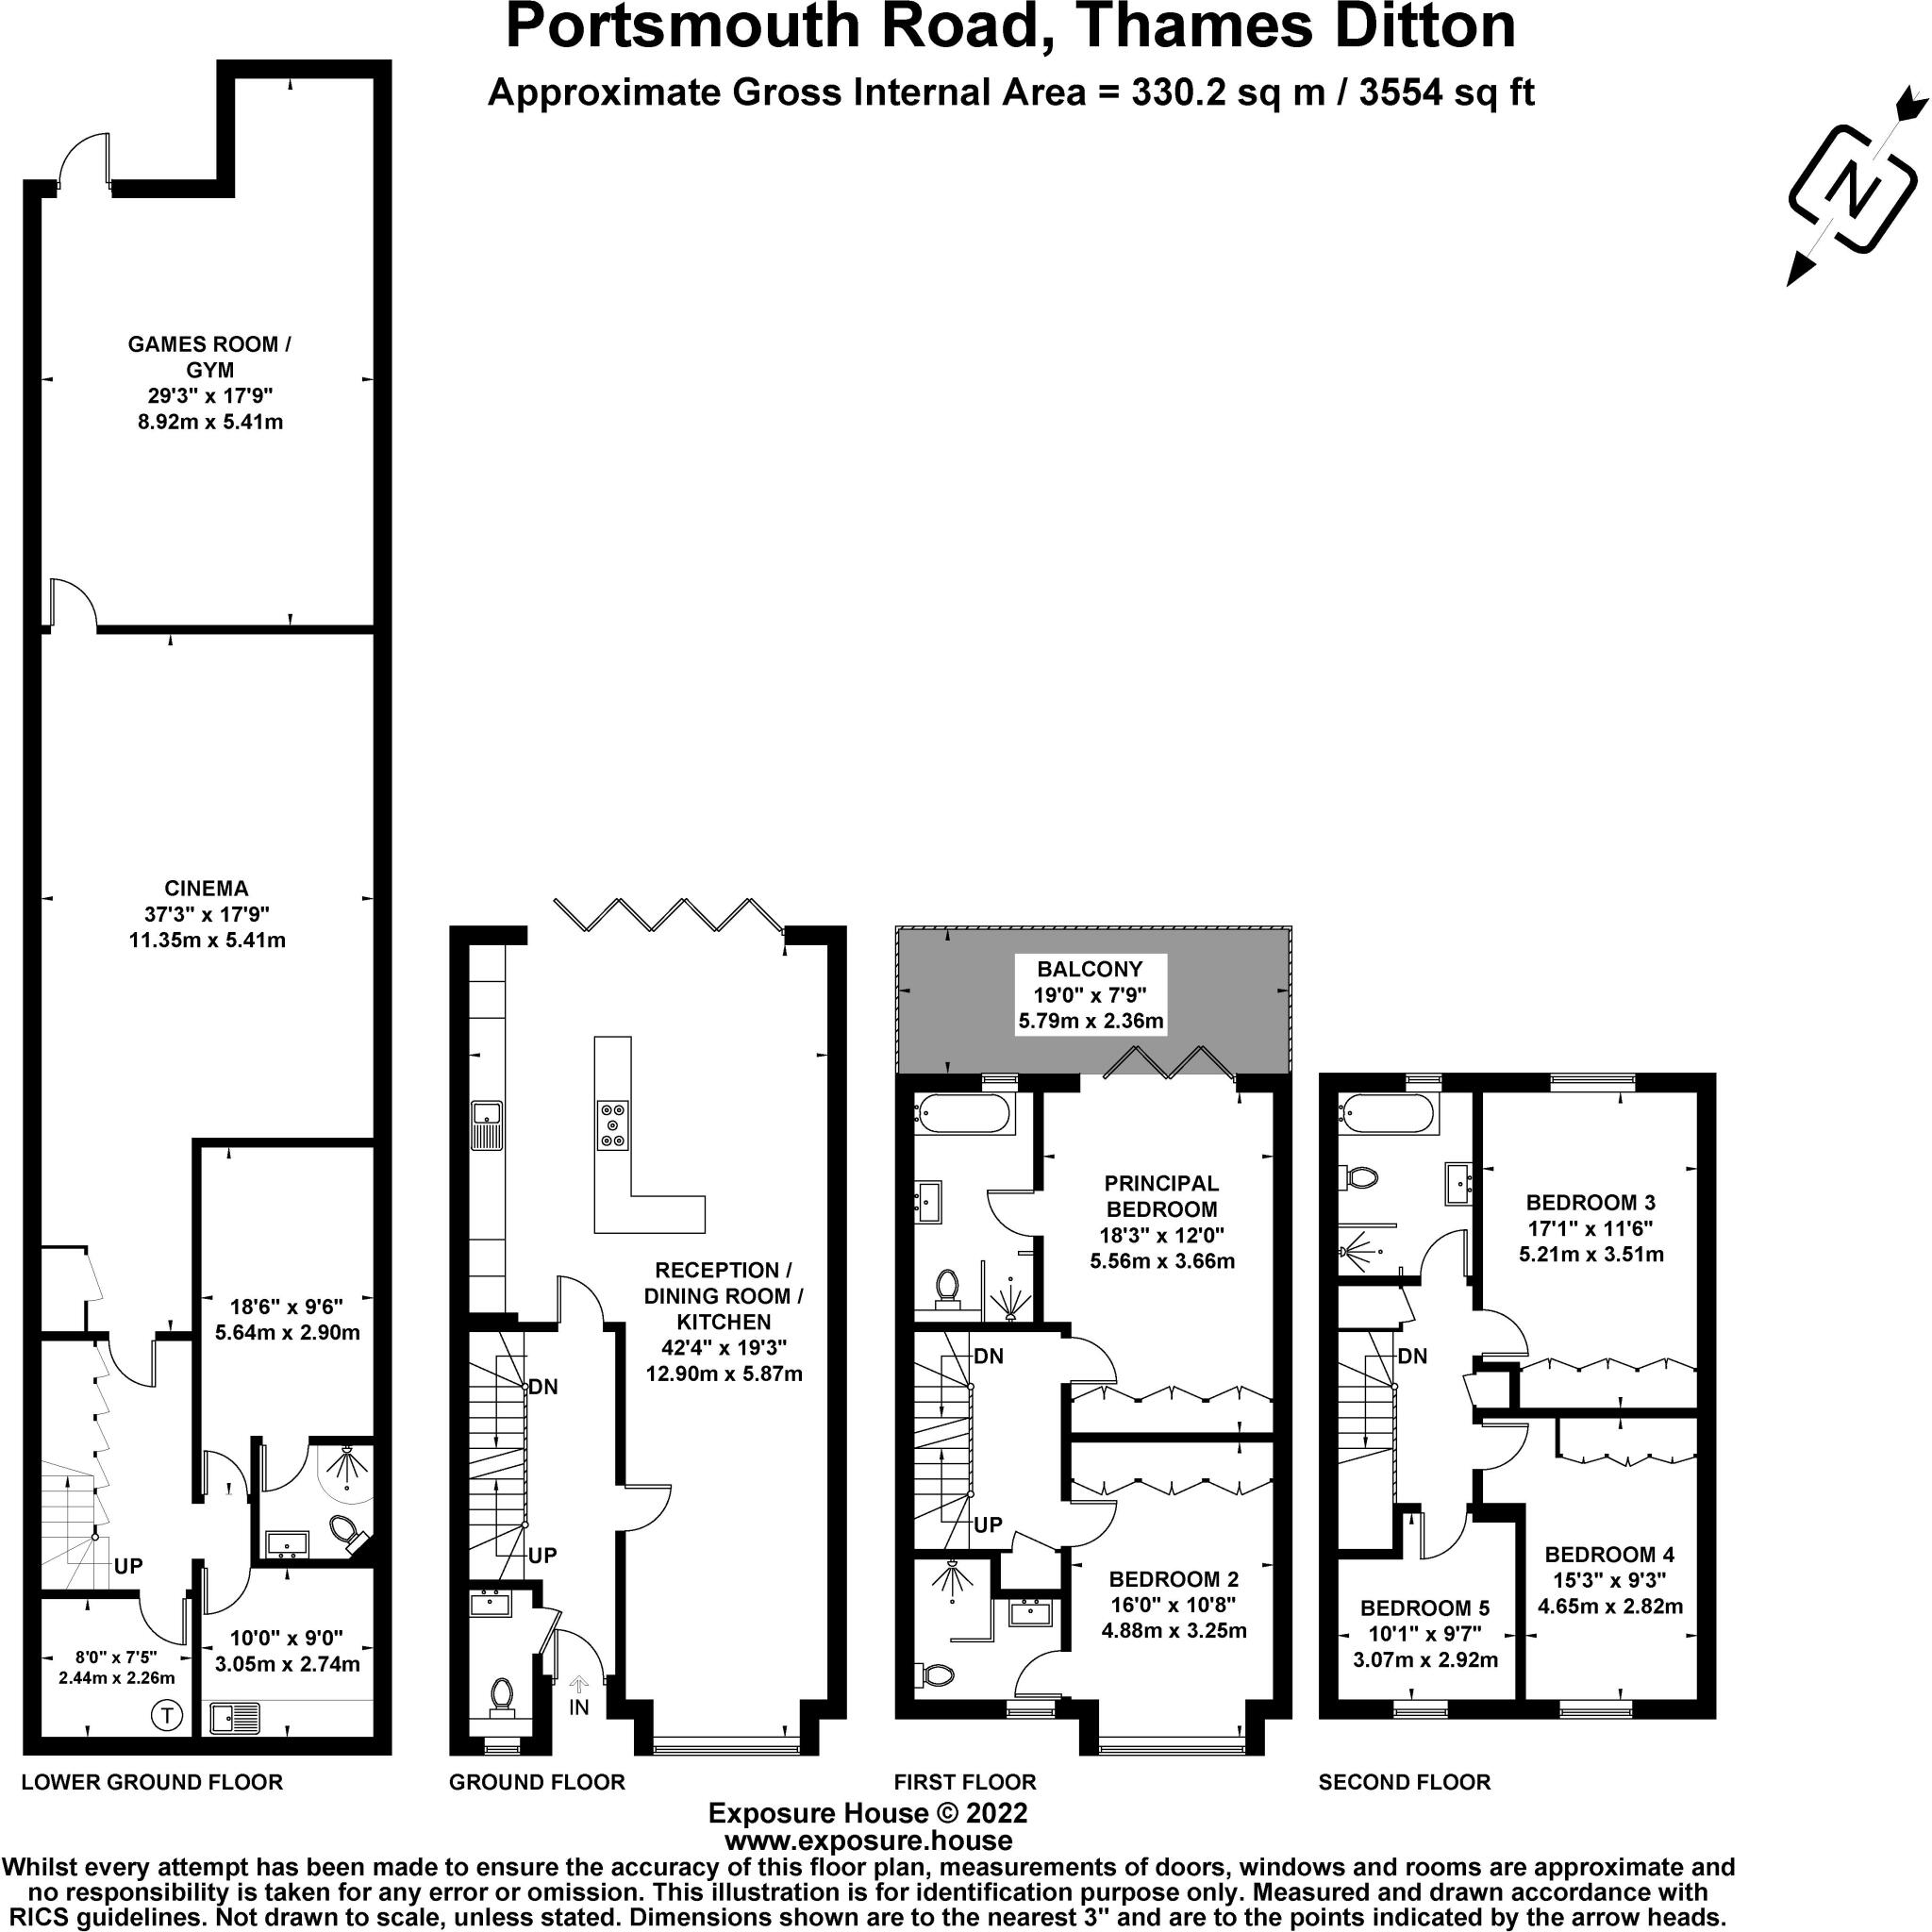 Portsmouth Road, Thames Ditton
Approximate Gross Internal Area = 330.2 sq m / 3554 sq ft
N
GAMES ROOM /
GYM
29'3" x 17'9"
8.92m x 5.41m
CINEMA
37'3" x 17'9"
11.35m x 5.41m
18'6" x 9'6"
5.64m x 2.90m
UP
8'0" x 7'5"
2.44m x 2.26m
T
10'0" x 9'0"
3.05m x 2.74m
LOWER GROUND FLOOR
RECEPTION /
DINING ROOM /
KITCHEN
42'4" x 19'3"
12.90m x 5.87m
DN
UP
IN
GROUND FLOOR
BALCONY
19'0" x 7'9"
5.79m x 2.36m
PRINCIPAL
BEDROOM
18'3" x 12'0"
5.56m x 3.66m
DN
UP
BEDROOM 2
16'0" x 10'8"
4.88m x 3.25m
FIRST FLOOR
BEDROOM 3
17'1" x 11'6"
5.21m x 3.51m
DN
BEDROOM 4
15'3" x 9'3"
4.65m x 2.82m
BEDROOM 5
10'1" x 9'7"
3.07m x 2.92m
SECOND FLOOR
Exposure House © 2022
www.exposure.house
Whilst every attempt has been made to ensure the accuracy of this floor plan, measurements of doors, windows and rooms are approximate and
no responsibility is taken for any error or omission. This illustration is for identification purpose only. Measured and drawn accordance with
RICS guidelines. Not drawn to scale, unless stated. Dimensions shown are to the nearest 3" and are to the points indicated by the arrow heads.